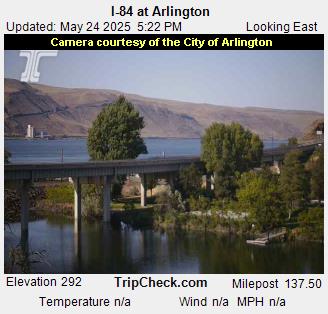 I-84 at Arlington
Updated: May 24 2025 5:22 PM Looking East
Camera courtesy of the City of Arlington
Elevation 292 TripCheck.com Milepost 137.50
Temperature n/a Wind n/a MPH n/a